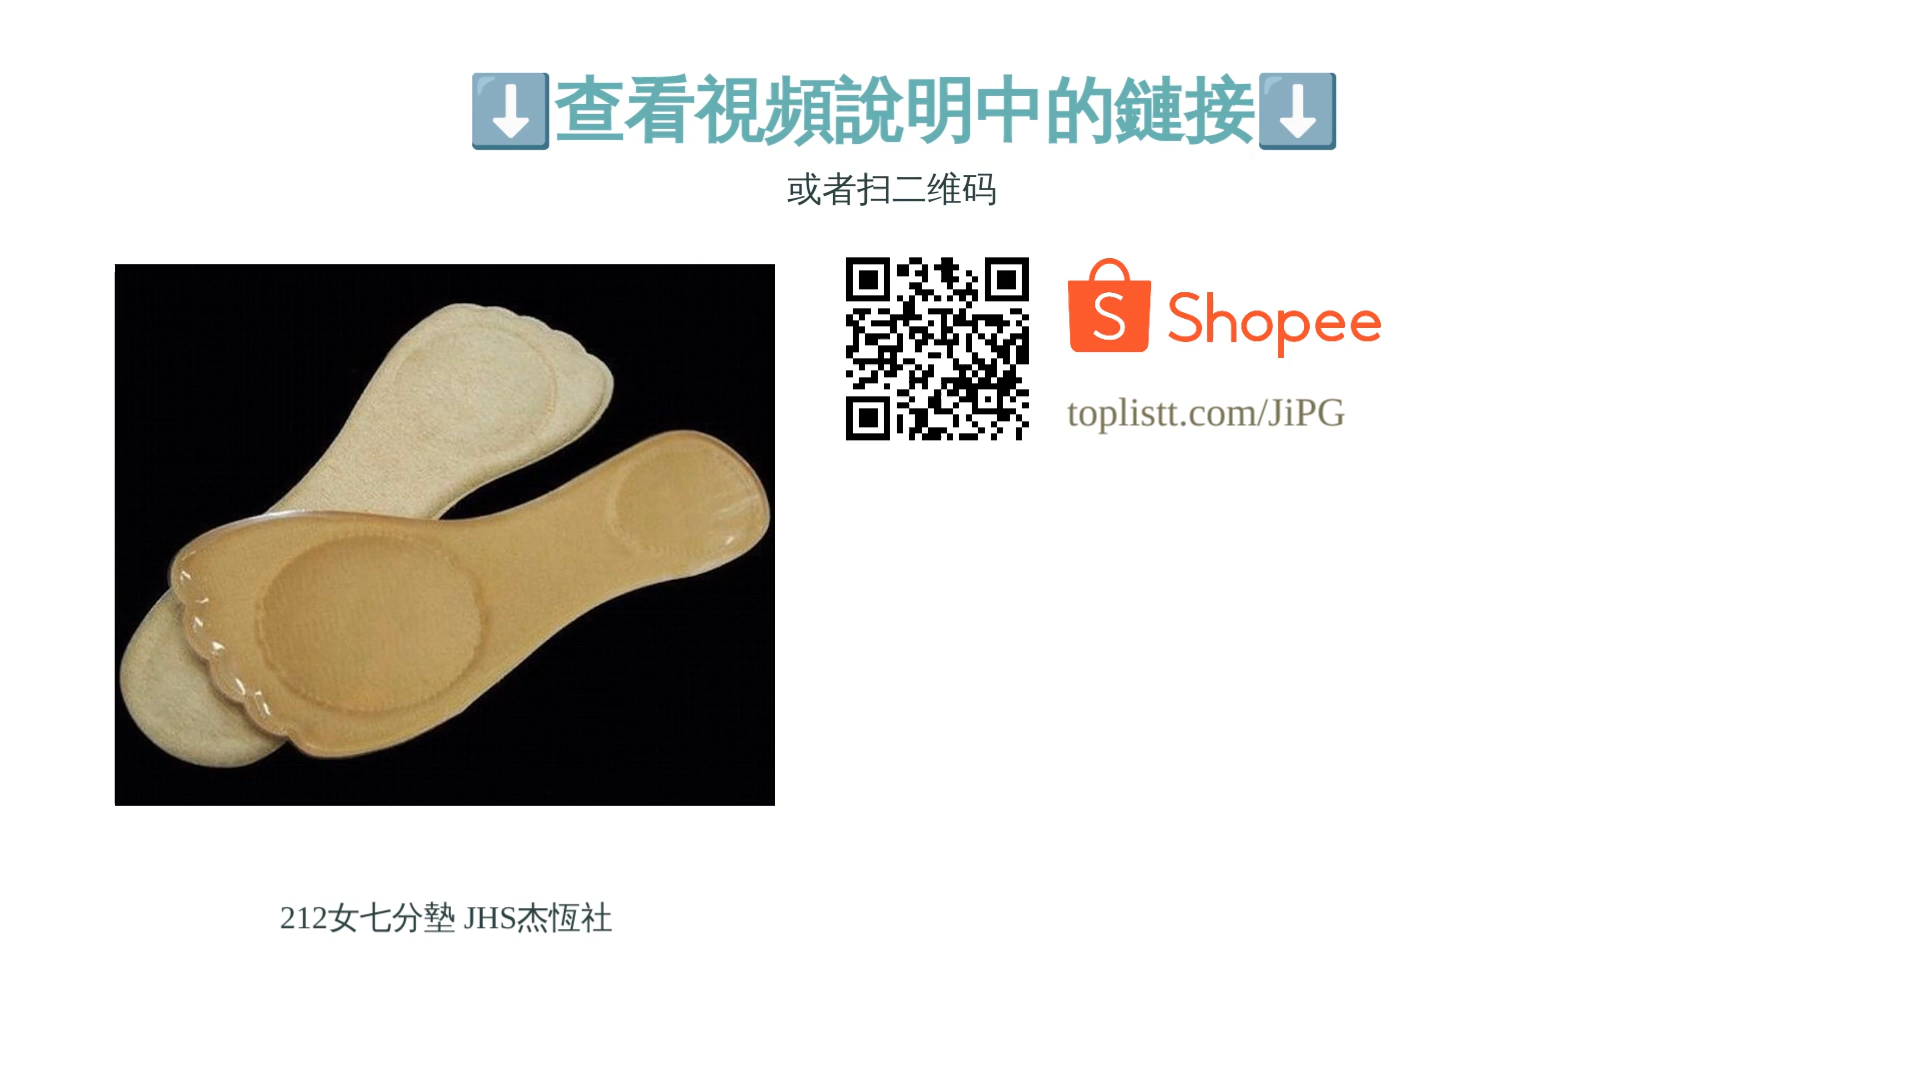 ⬇️查看視頻說明中的鏈接⬇️
或者扫二维码
Shopee
toplistt.com/JiPG
212女七分墊 JHS杰恆社